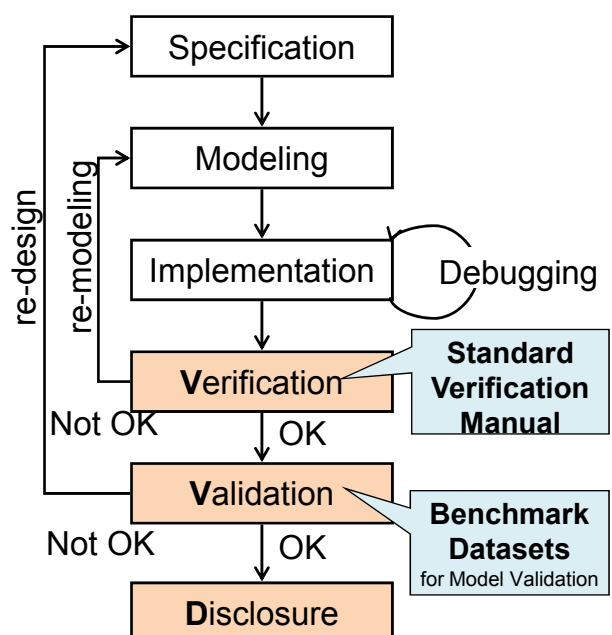 Specification
Modeling
re-design
re-modeling
Implementation
Debugging
Verification
Standard
Verification
Manual
Not OK
OK
Validation
Benchmark
Datasets
for Model Validation
Not OK
OK
Disclosure